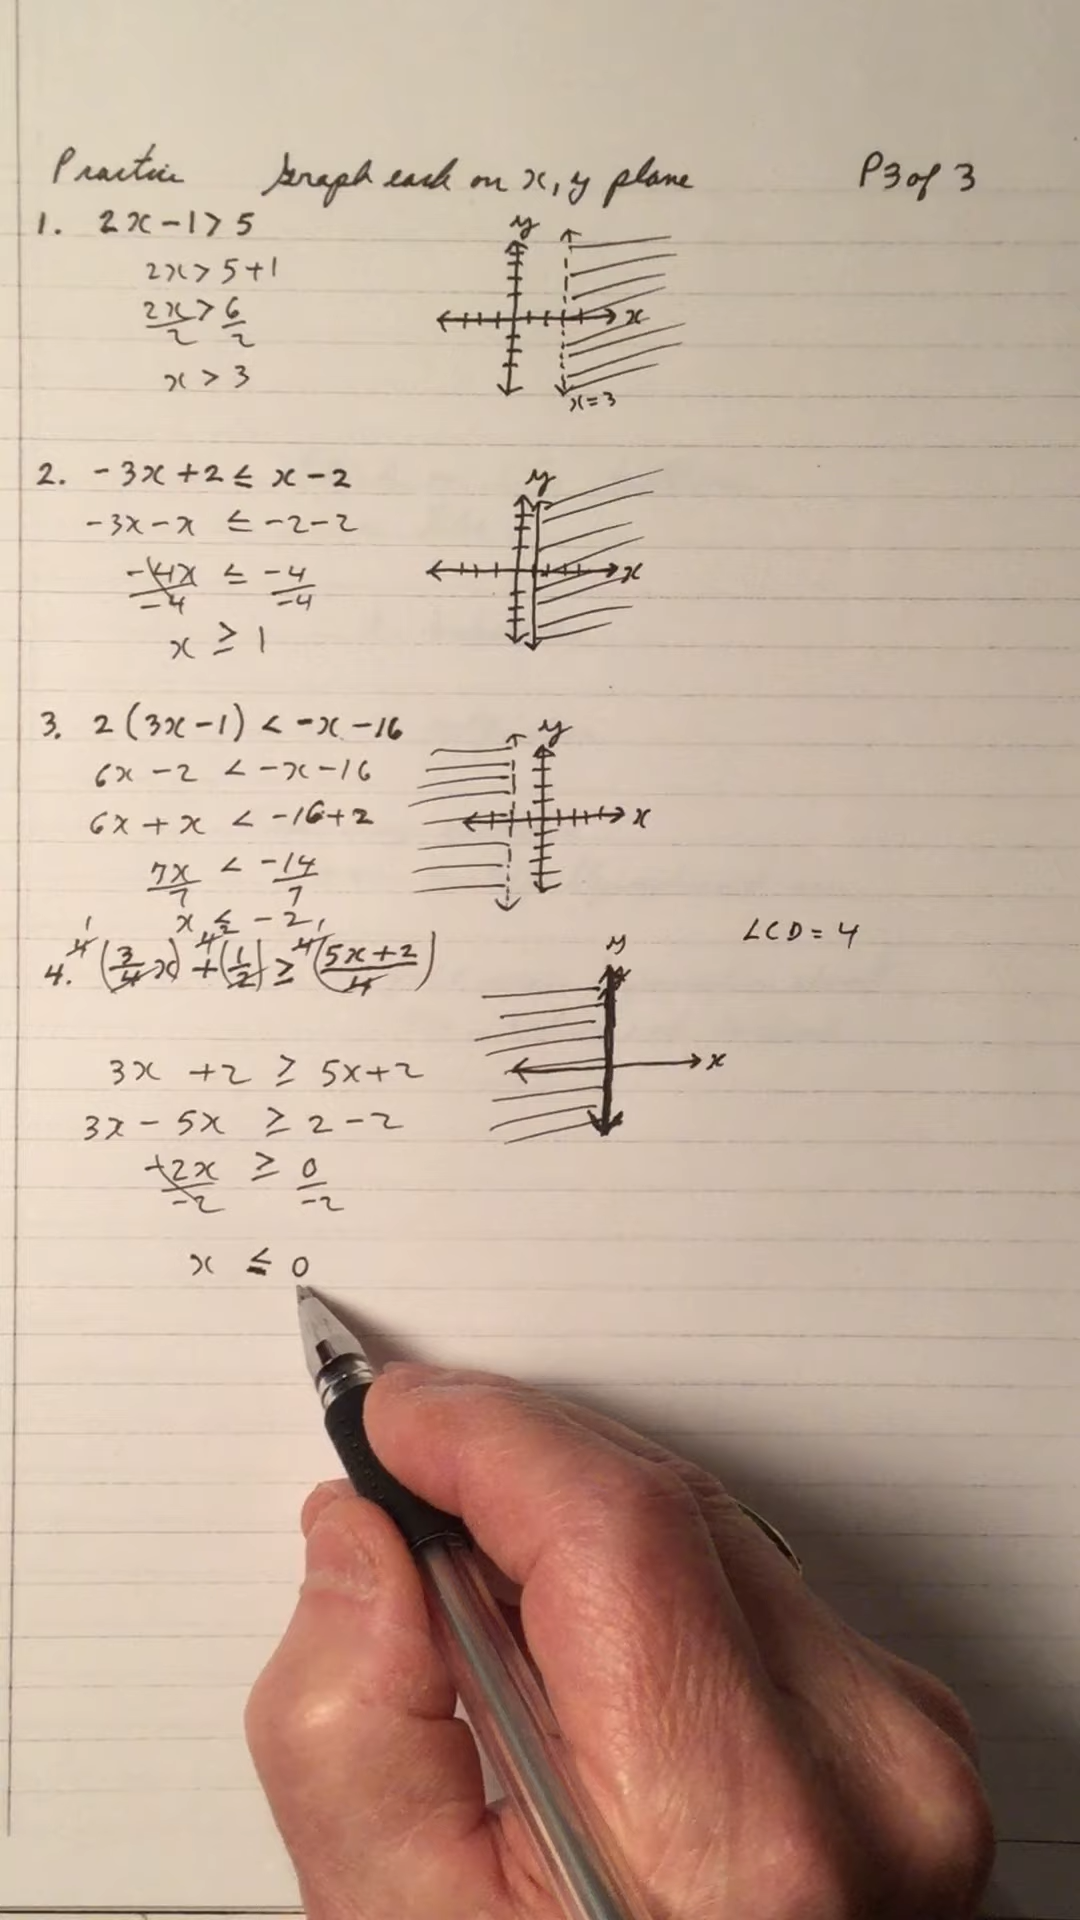 Practice Graph each on x, y plane P3 of 3
1. 2x - 1 > 5
2x > 5 + 1
2x/2 > 6/2
x > 3
y
x
x = 3
2. -3x + 2 ≤ x - 2
-3x - x ≤ -2 - 2
-4x/-4 ≤ -4/-4
x ≥ 1
y
x
3. 2(3x - 1) < -x - 16
6x - 2 < -x - 16
6x + x < -16 + 2
7x/7 < -14/7
x < -2
y
x
4. 4(3/4 x) + 4(1/2) ≥ 4((5x + 2)/4)
1 2 1
LCD = 4
3x + 2 ≥ 5x + 2
3x - 5x ≥ 2 - 2
-2x/-2 ≥ 0/-2
x ≤ 0
y
x